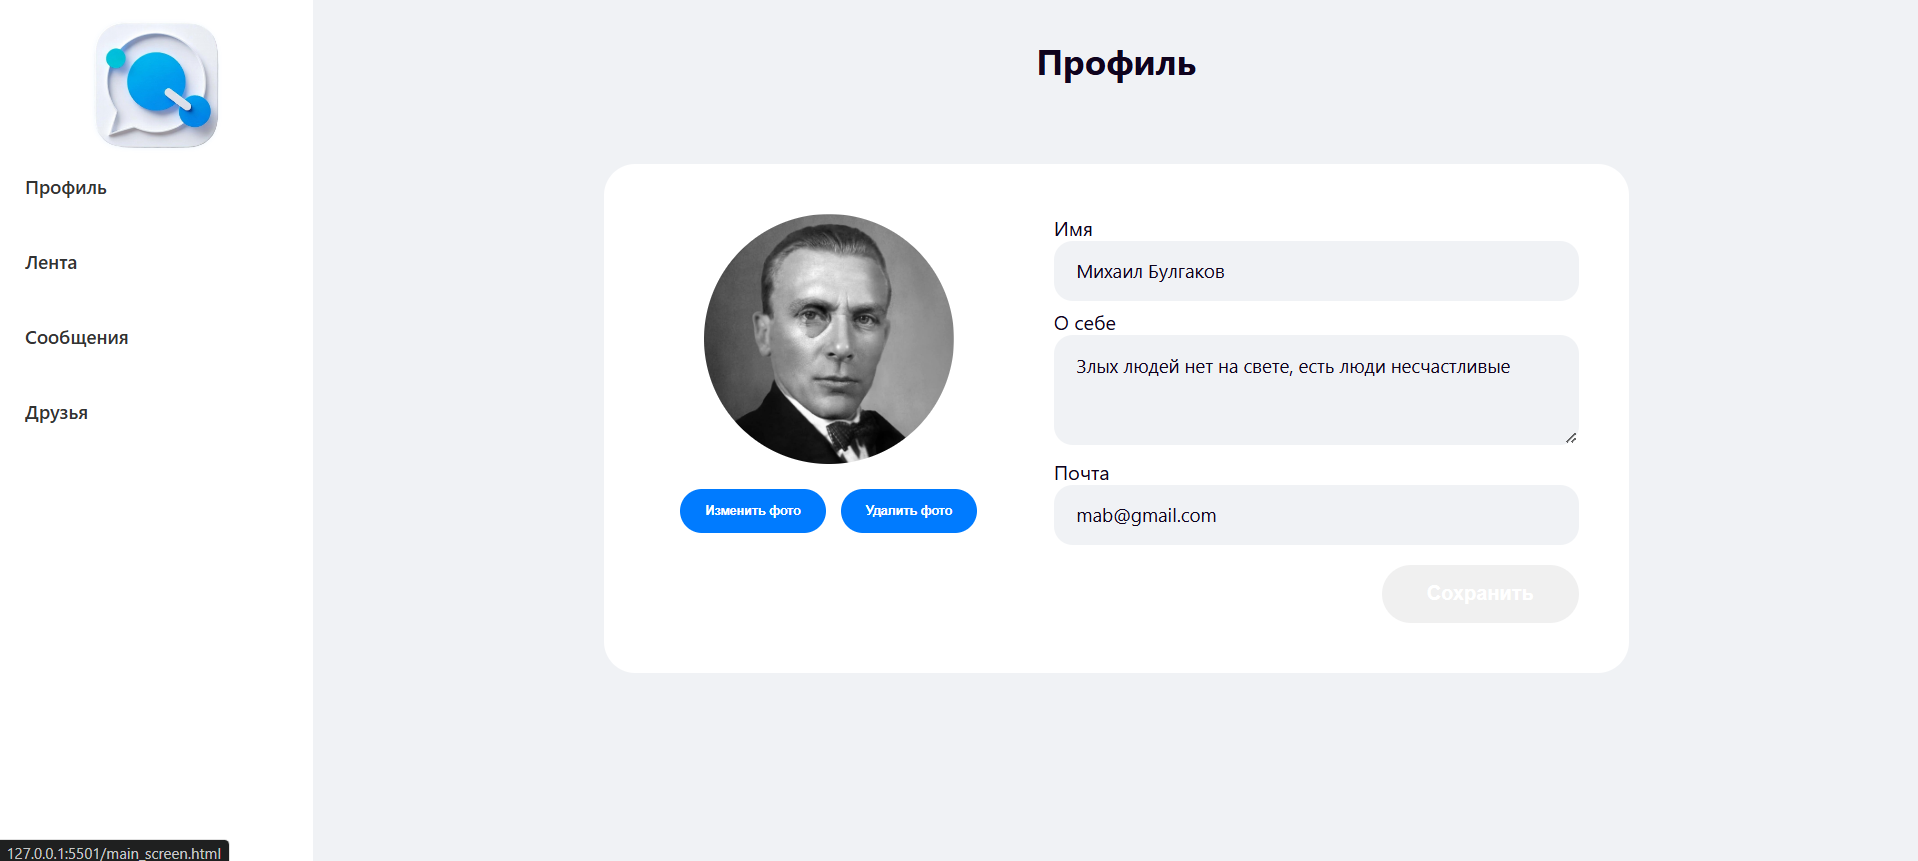 Профиль
Профиль
Лента
Сообщения
Друзья
Имя
Михаил Булгаков
О себе
Злых людей нет на свете, есть люди несчастливые
Почта
mab@gmail.com
Изменить фото
Удалить фото
Сохранить
127.0.0.1:5501/main_screen.html